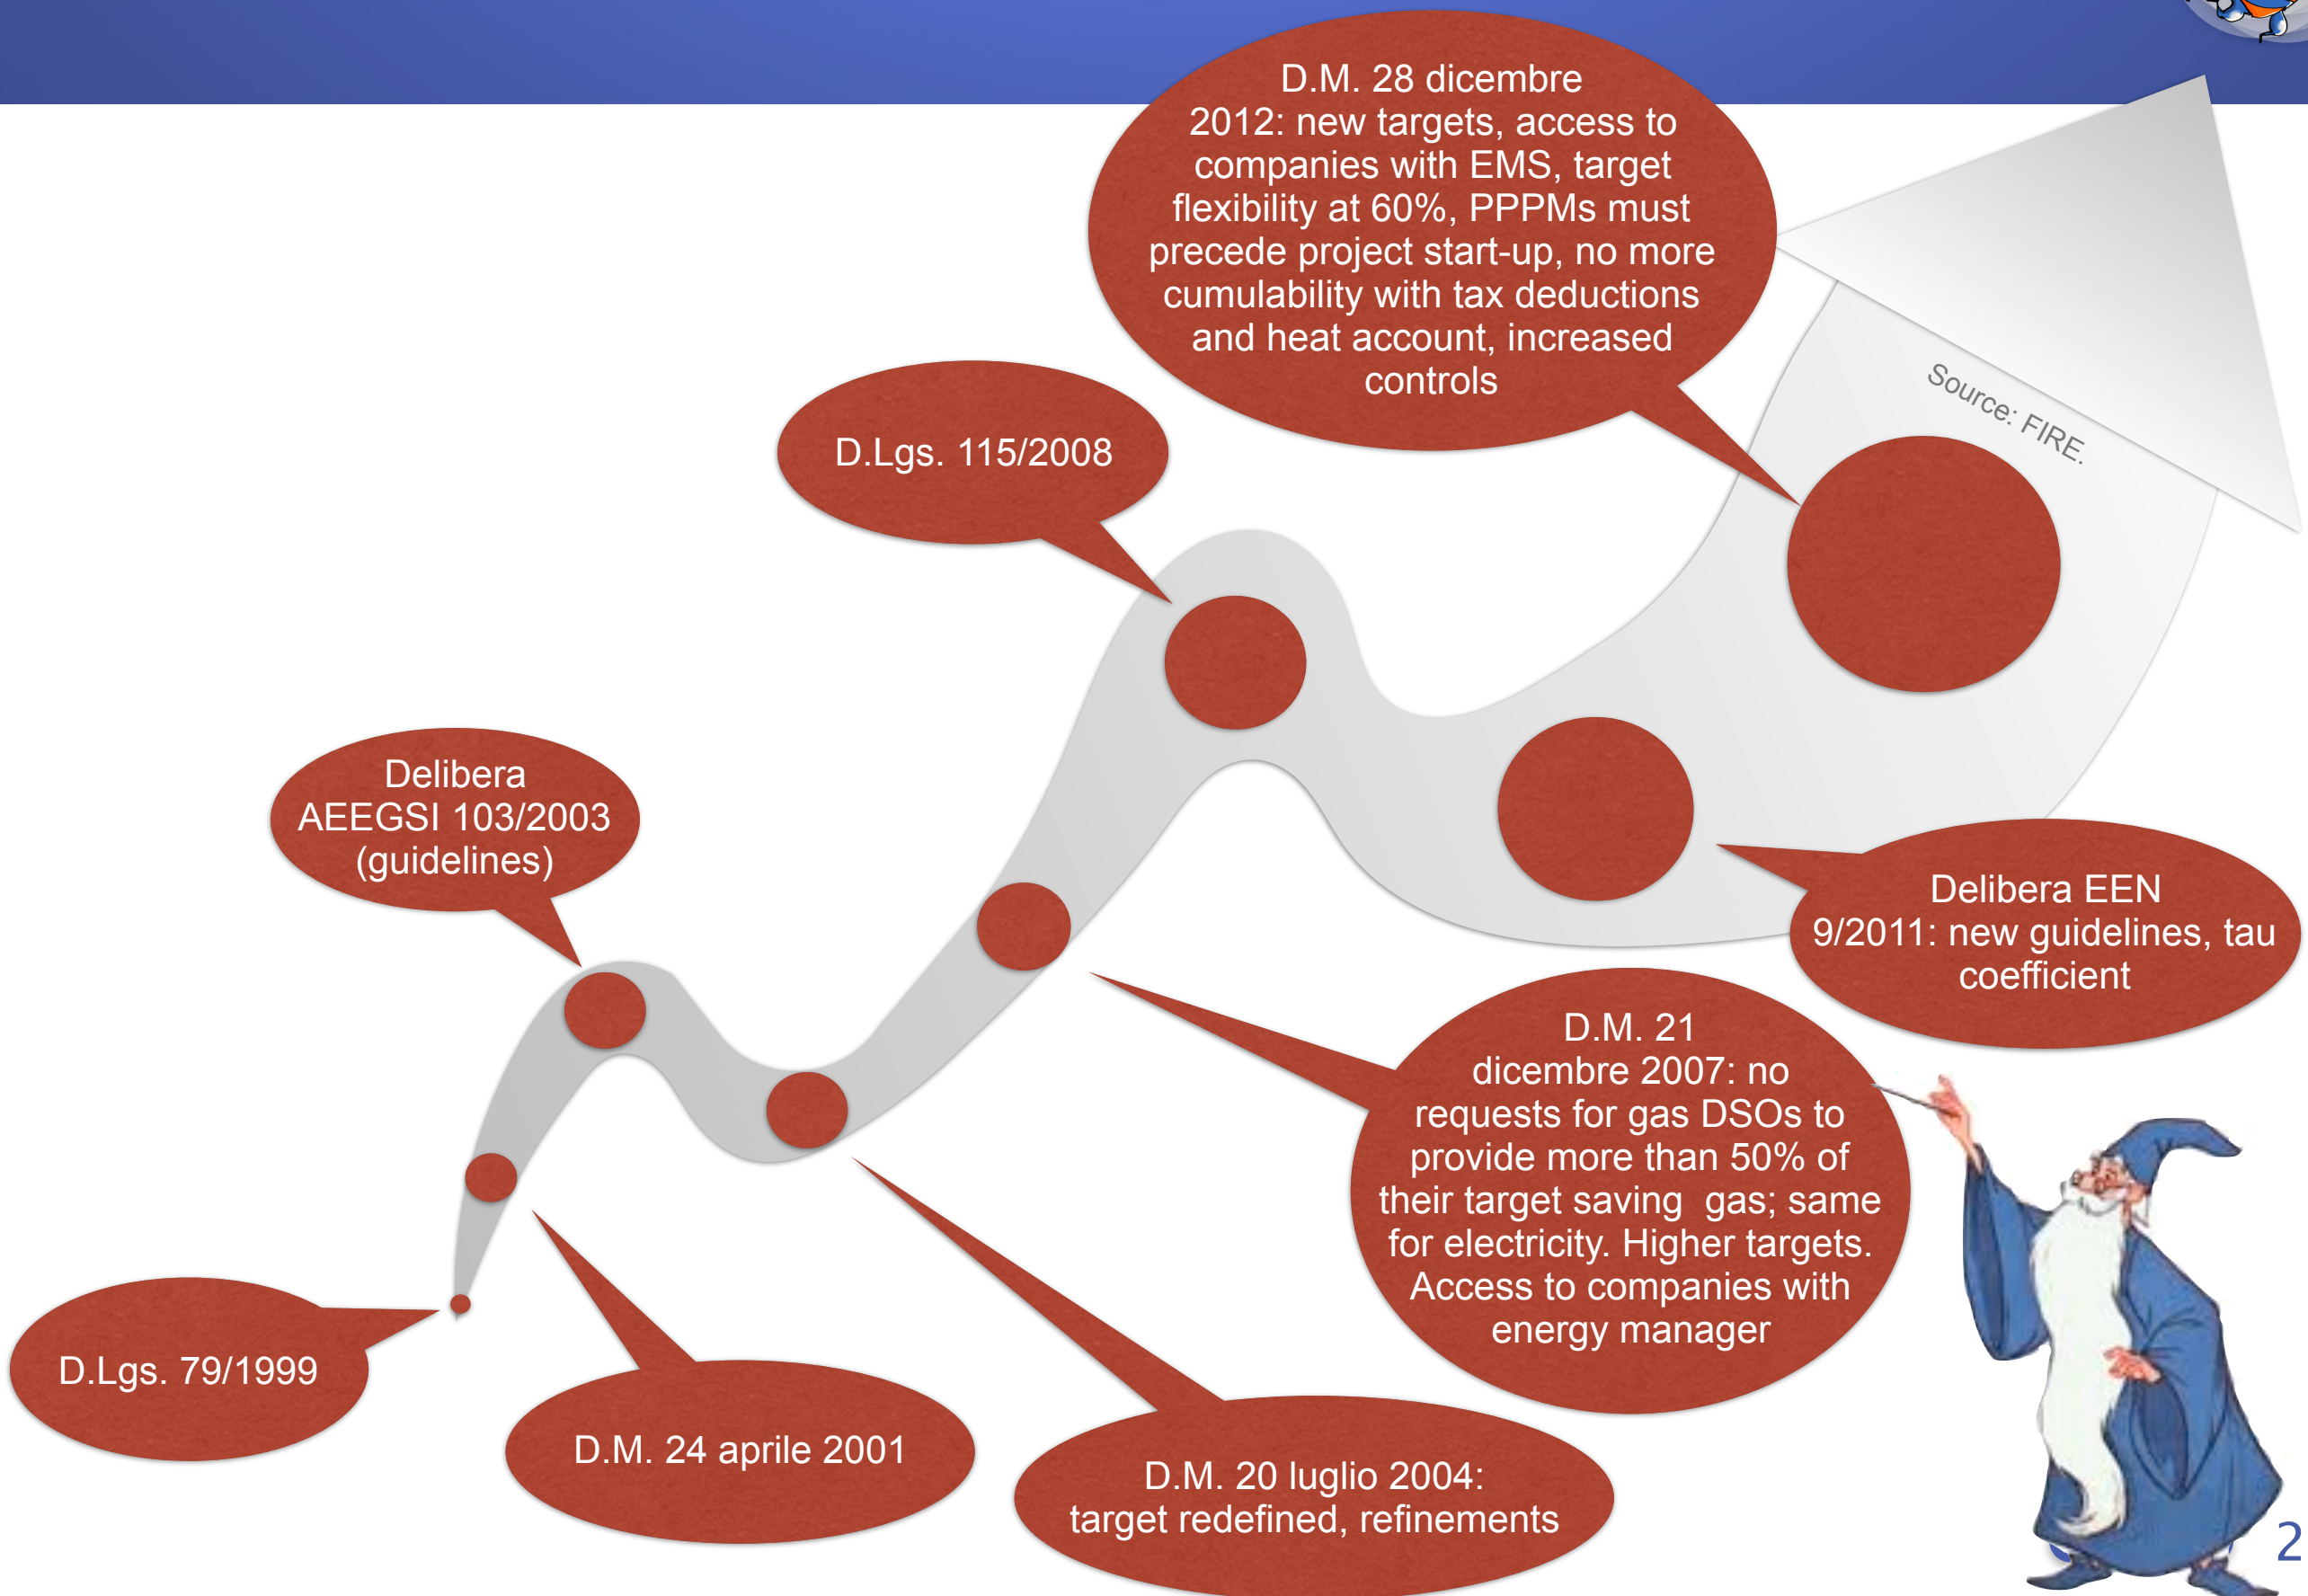 D.M. 28 dicembre
2012: new targets, access to
companies with EMS, target
flexibility at 60%, PPPMs must
precede project start-up, no more
cumulability with tax deductions
and heat account, increased
controls
Source: FIRE.
D.Lgs. 115/2008
Delibera
AEEGSI 103/2003
(guidelines)
Delibera EEN
9/2011: new guidelines, tau
coefficient
D.M. 21
dicembre 2007: no
requests for gas DSOs to
provide more than 50% of
their target saving gas; same
for electricity. Higher targets.
Access to companies with
energy manager
D.Lgs. 79/1999
D.M. 24 aprile 2001
D.M. 20 luglio 2004:
target redefined, refinements
2